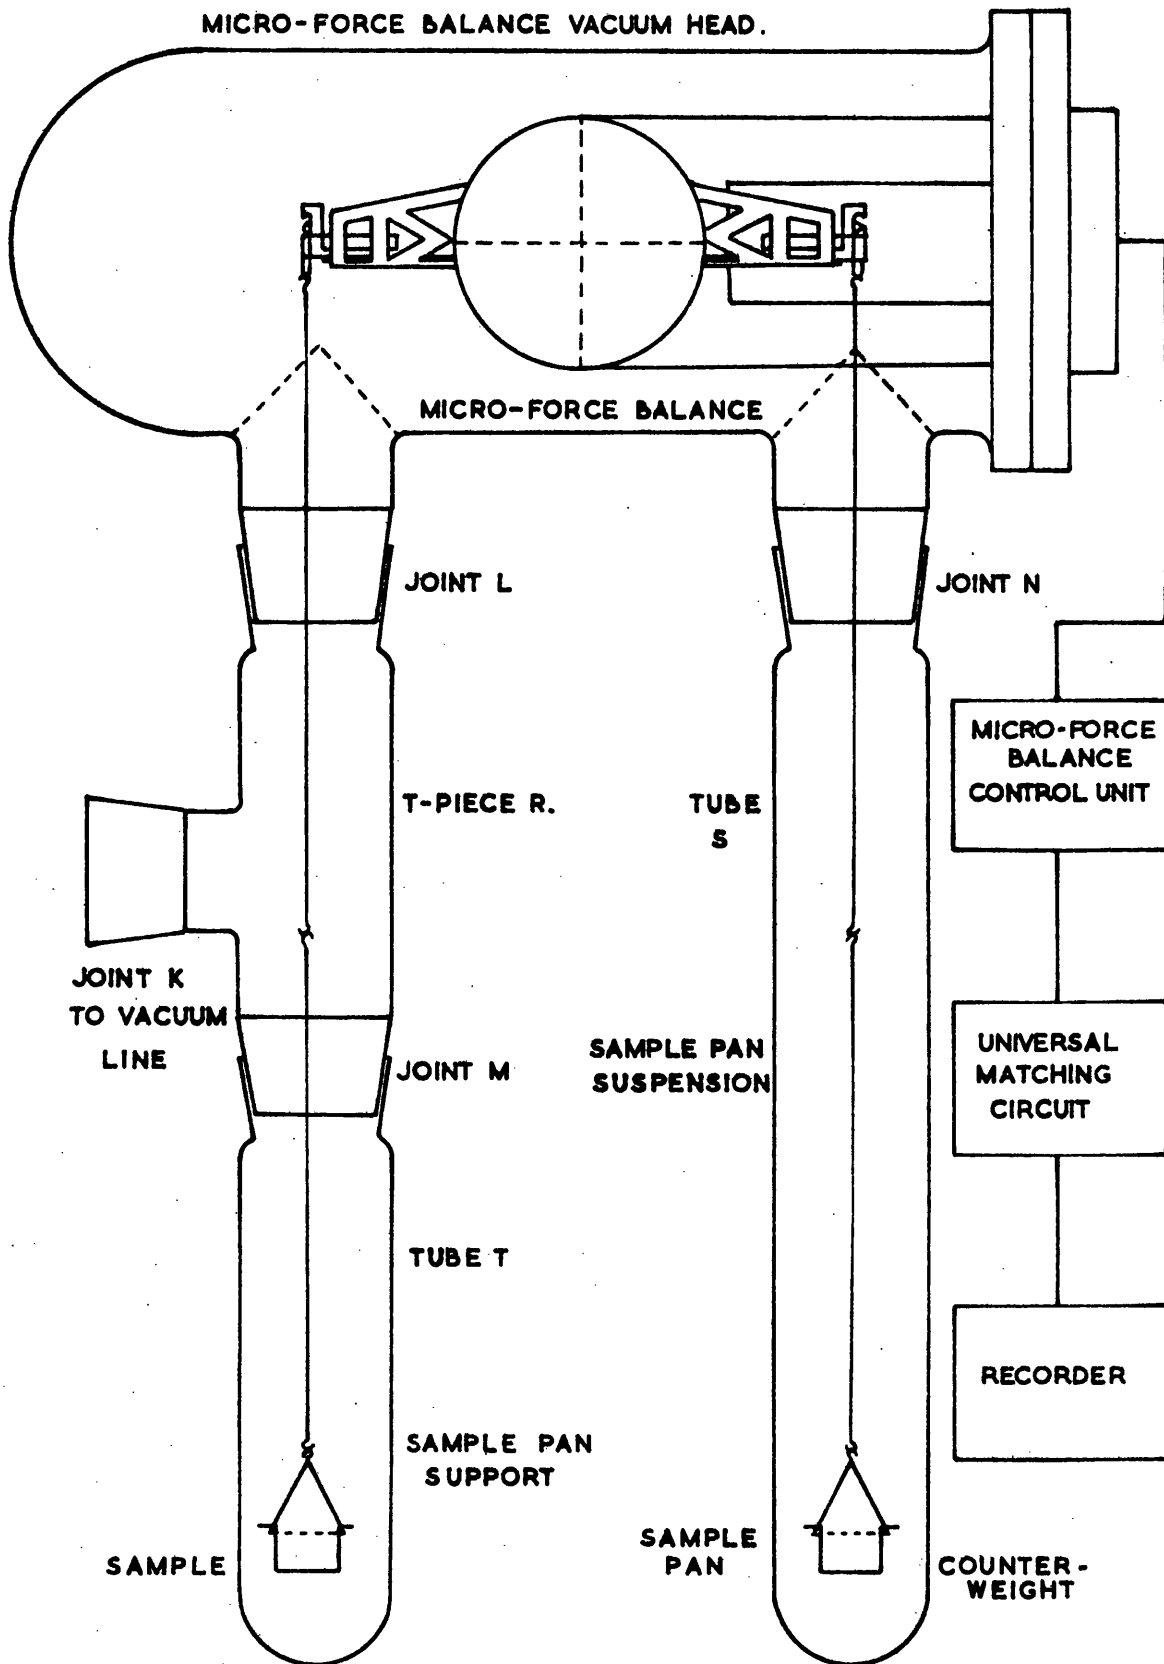 MICRO-FORCE BALANCE VACUUM HEAD.
MICRO-FORCE BALANCE
JOINT L
JOINT N
MICRO-FORCE
BALANCE
CONTROL UNIT
T-PIECE R.
TUBE
S
JOINT K
TO VACUUM
LINE
JOINT M
SAMPLE PAN
SUSPENSION
UNIVERSAL
MATCHING
CIRCUIT
TUBE T
RECORDER
SAMPLE PAN
SUPPORT
SAMPLE
SAMPLE
PAN
COUNTER-
WEIGHT